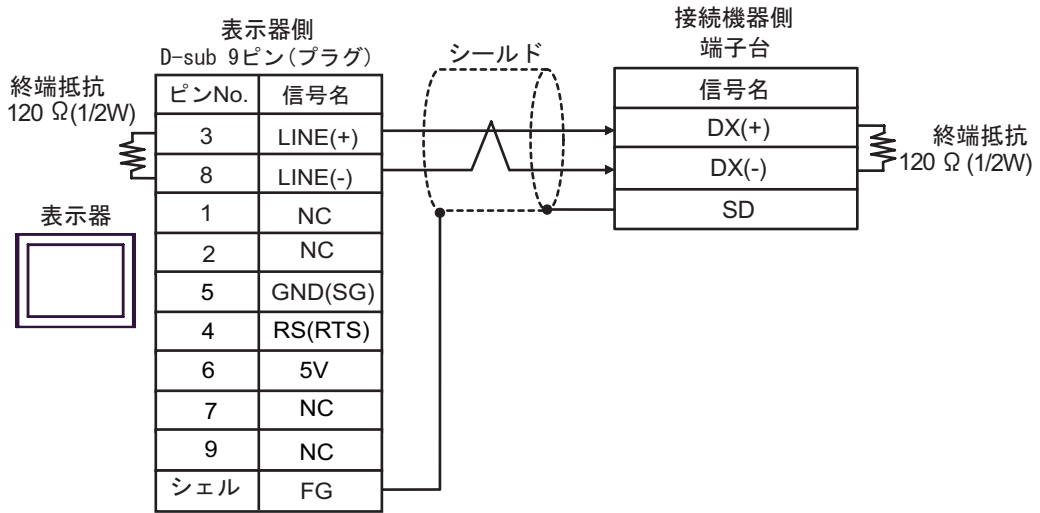 表示器側
D-sub 9ピン(プラグ)
シールド
接続機器側
端子台
終端抵抗
120 Ω(1/2W)
ピンNo. 信号名
3 LINE(+)
8 LINE(-)
1 NC
2 NC
5 GND(SG)
4 RS(RTS)
6 5V
7 NC
9 NC
シェル FG
表示器
信号名
DX(+)
DX(-)
SD
終端抵抗
120 Ω (1/2W)